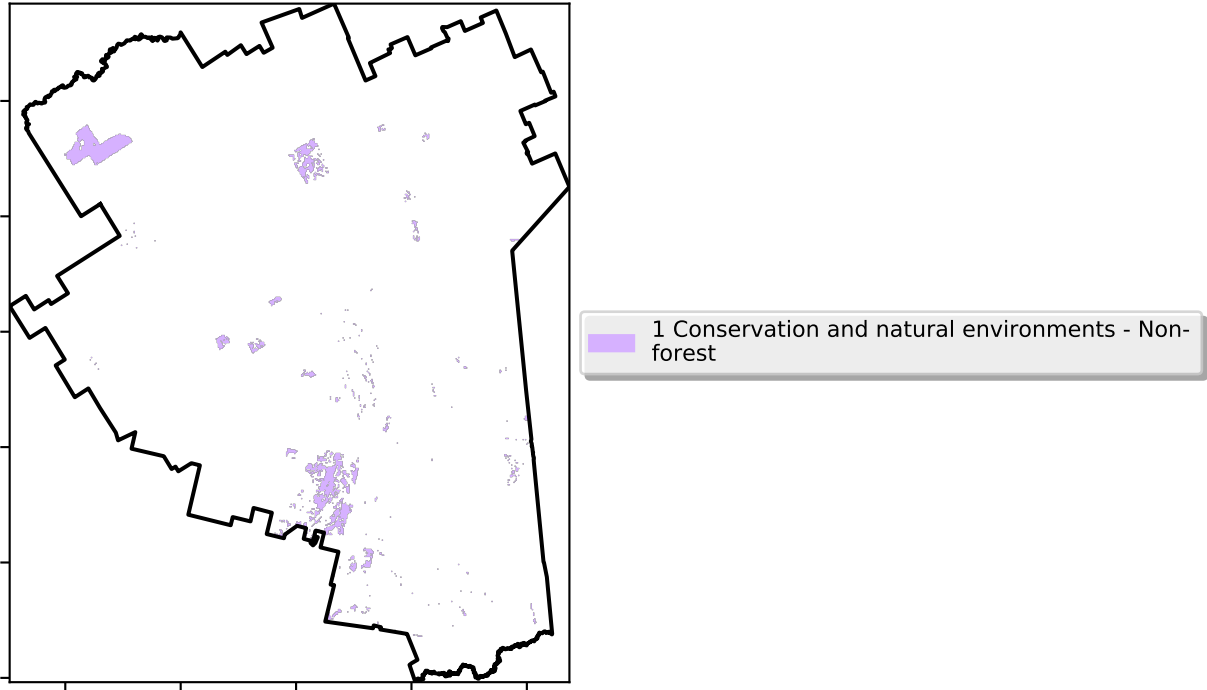 1 Conservation and natural environments - Non-
forest